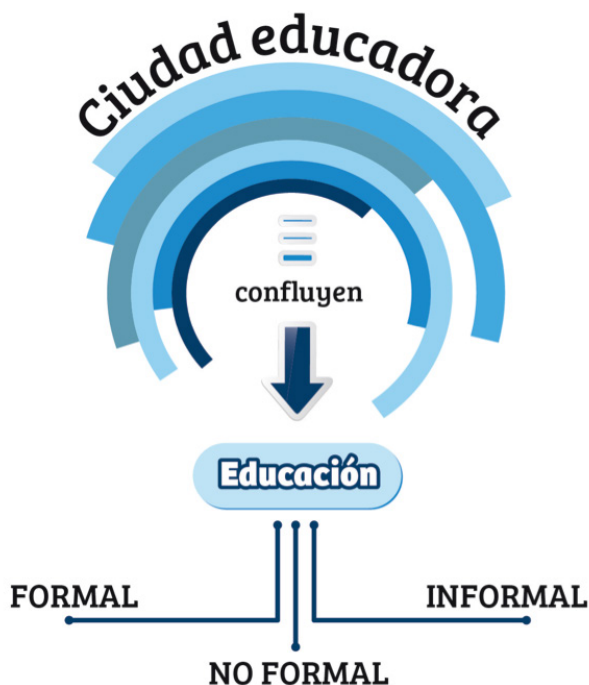 Ciudad educadora
confluyen
Educación
FORMAL
INFORMAL
NO FORMAL